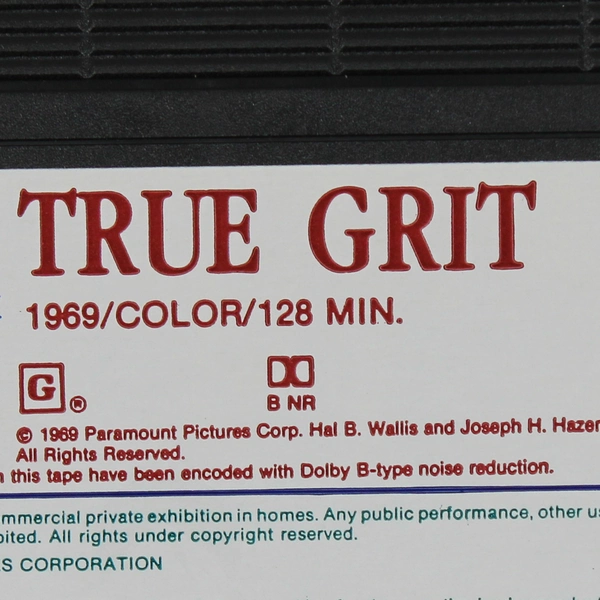 TRUE GRIT
1969/COLOR/128 MIN.
G ®
B NR
© 1969 Paramount Pictures Corp. Hal B. Wallis and Joseph H. Hazen
All Rights Reserved.
this tape have been encoded with Dolby B-type noise reduction.
private exhibition in homes. Any public performance, other
All rights under copyright reserved.
CORPORATION